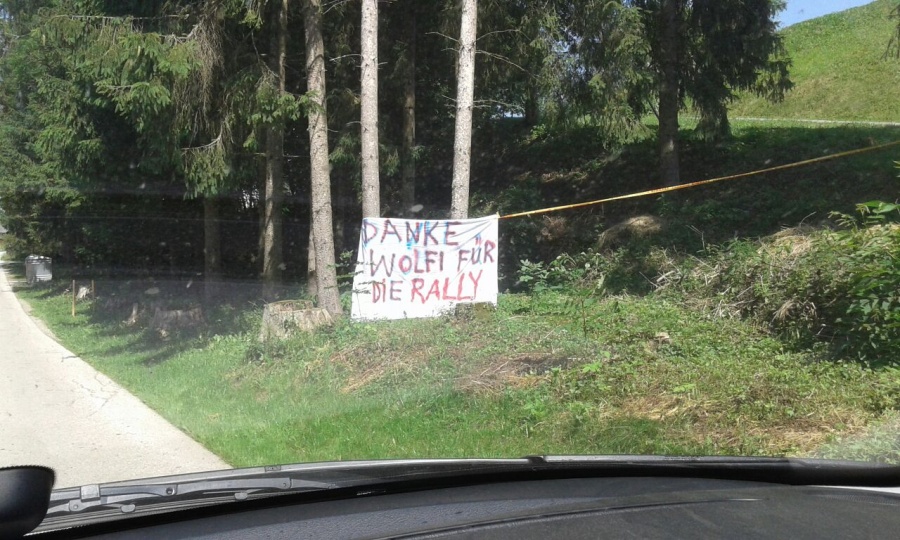 DANKE
WOLFI FÜR
DIE RALLY